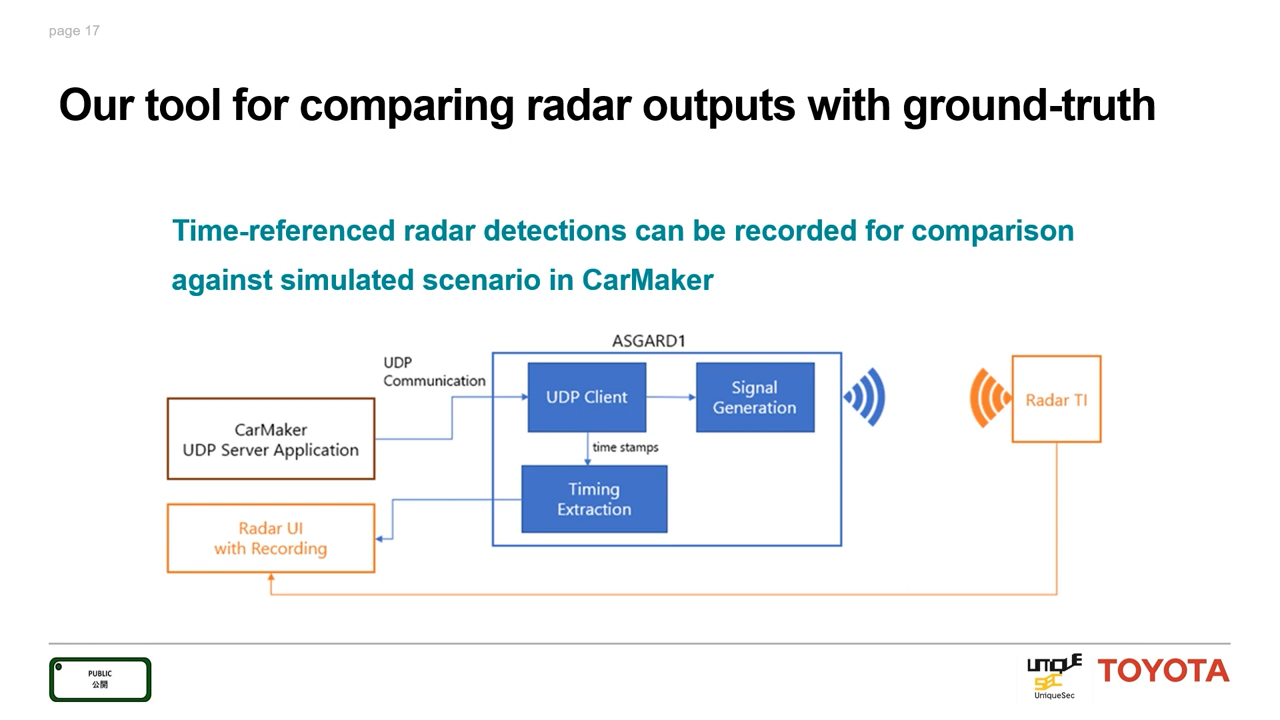 page 17
Our tool for comparing radar outputs with ground-truth
Time-referenced radar detections can be recorded for comparison
against simulated scenario in CarMaker
ASGARD1
UDP
Communication
UDP Client
Signal
Generation
Radar TI
CarMaker
UDP Server Application
time stamps
Timing
Extraction
Radar UI
with Recording
PUBLIC
公開
UNIQUE
SEC
UniqueSec
TOYOTA